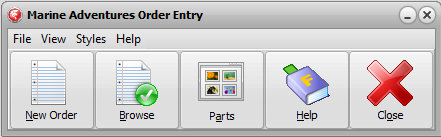 Marine Adventures Order Entry
File View Styles Help
New Order Browse Parts Help Close